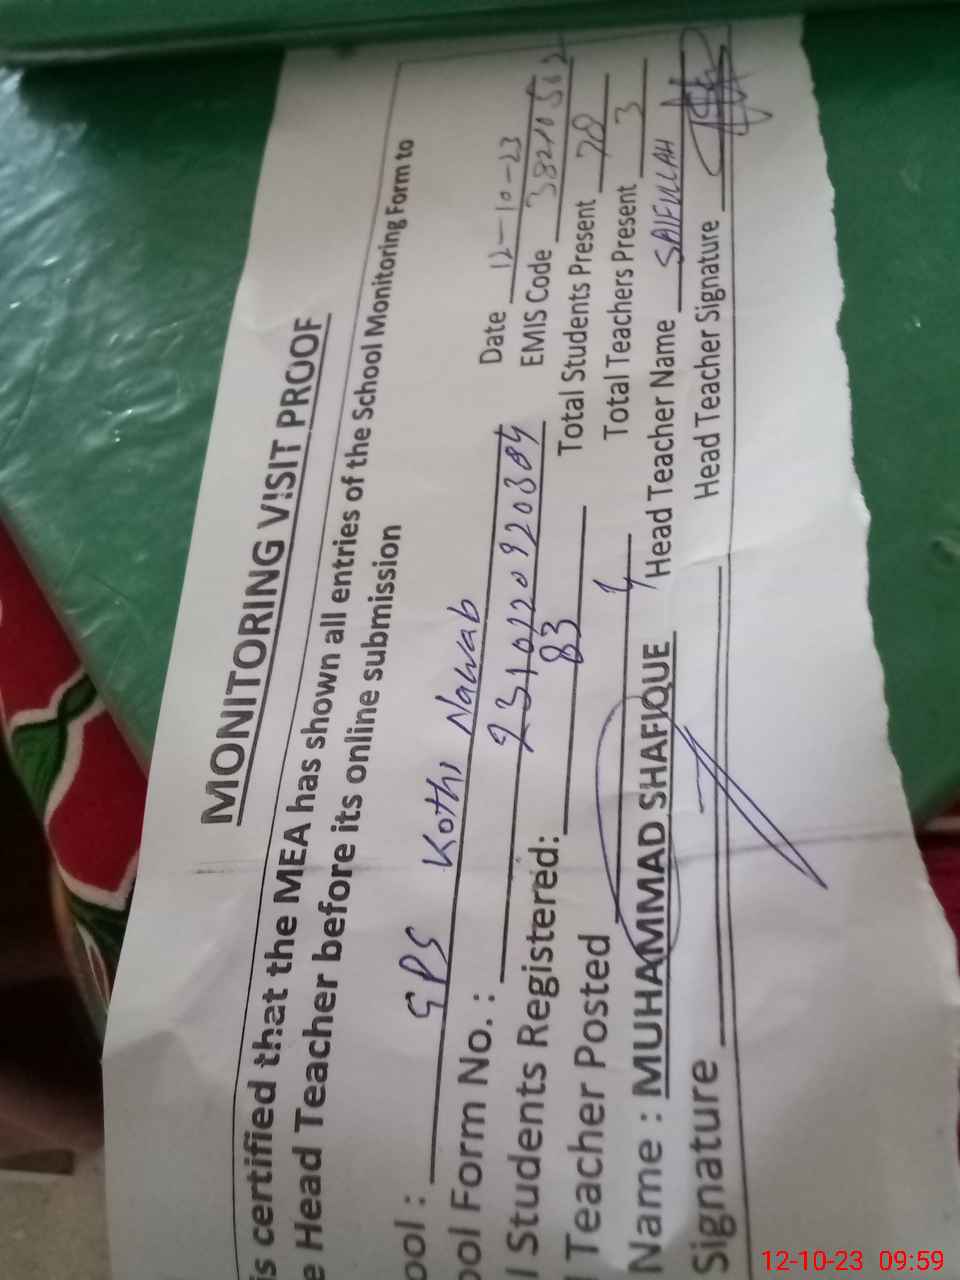 MONITORING VISIT PROOF
is certified that the MEA has shown all entries of the School Monitoring Form to
e Head Teacher before its online submission
ool : GPS Kothi Nawab Date 12-10-23
ool Form No. : EMIS Code 38210562
l Students Registered: 83 Total Students Present 78
l Teacher Posted 4 Total Teachers Present 3
Name : MUHAMMAD SHAFIQUE Head Teacher Name SAIFULLAH
Signature Head Teacher Signature
12-10-23 09:59